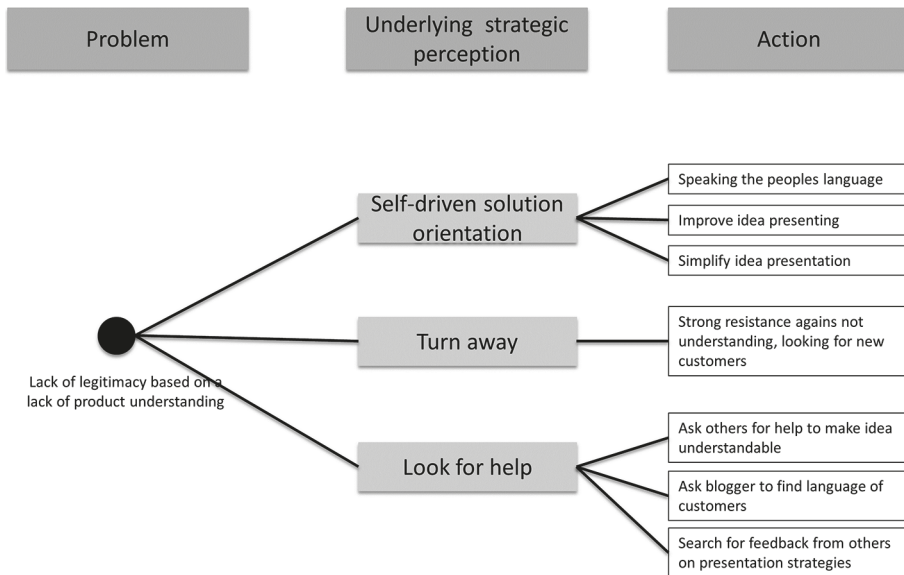 Problem
Underlying strategic
perception
Action
Lack of legitimacy based on a
lack of product understanding
Self-driven solution
orientation
Speaking the peoples language
Improve idea presenting
Simplify idea presentation
Turn away
Strong resistance agains not
understanding, looking for new
customers
Look for help
Ask others for help to make idea
understandable
Ask blogger to find language of
customers
Search for feedback from others
on presentation strategies